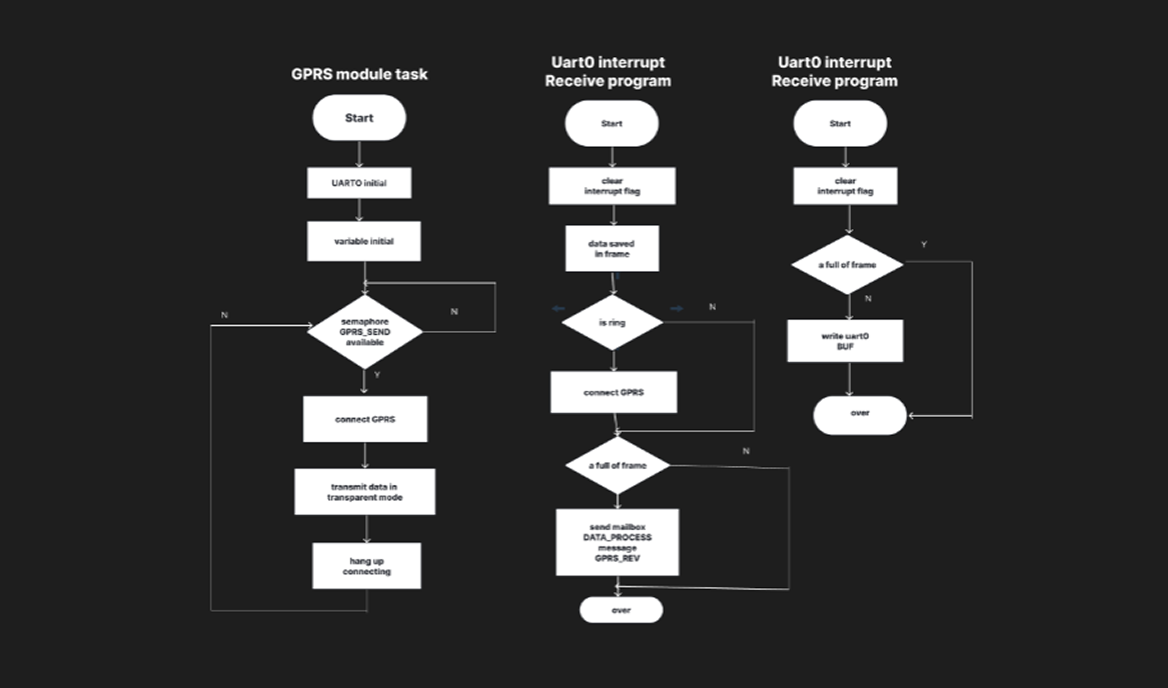 GPRS module task
Start
UARTO initial
variable initial
N
N
semaphore
GPRS_SEND
available
Y
connect GPRS
transmit data in
transparent mode
hang up
connecting
Uart0 interrupt
Receive program
Start
clear
interrupt flag
data saved
in frame
is ring
N
connect GPRS
a full of frame
N
send mailbox
DATA_PROCESS
message
GPRS_REV
over
Uart0 interrupt
Receive program
Start
clear
interrupt flag
a full of frame
Y
N
write uart0
BUF
over